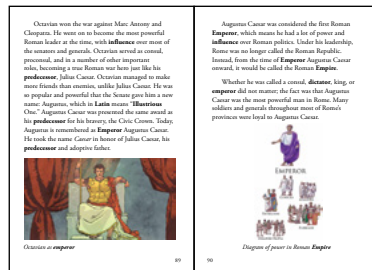 Octavian won the war against Marc Antony and
Cleopatra. He went on to become the most powerful
Roman leader at the time, with influence over most of
the senators and generals. Octavian served as consul,
proconsul, and in a number of other important
roles, becoming a true Roman war hero just like his
predecessor, Julius Caesar. Octavian managed to make
more friends than enemies, unlike Julius Caesar. He was
so popular and powerful that the Senate gave him a new
name: Augustus, which in Latin means "Illustrious
One." Augustus Caesar was presented the same award as
his predecessor for his bravery, the Civic Crown. Today,
Augustus is remembered as Emperor Augustus Caesar.
He took the name Caesar in honor of Julius Caesar, his
predecessor and adoptive father.
Octavian as emperor
89
Augustus Caesar was considered the first Roman
Emperor, which means he had a lot of power and
influence over Roman politics. Under his leadership,
Rome was no longer called the Roman Republic.
Instead, from the time of Emperor Augustus Caesar
onward, it would be called the Roman Empire.
Whether he was called a consul, dictator, king, or
emperor did not matter; the fact was that Augustus
Caesar was the most powerful man in Rome. Many
soldiers and generals throughout most of Rome's
provinces were loyal to Augustus Caesar.
EMPEROR
Diagram of power in Roman Empire
90